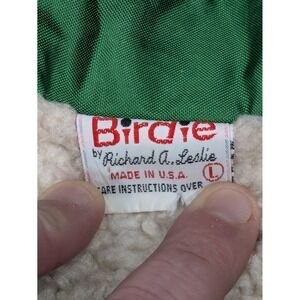 Birdie
by Richard A. Leslie
MADE IN U.S.A. L
CARE INSTRUCTIONS OVER